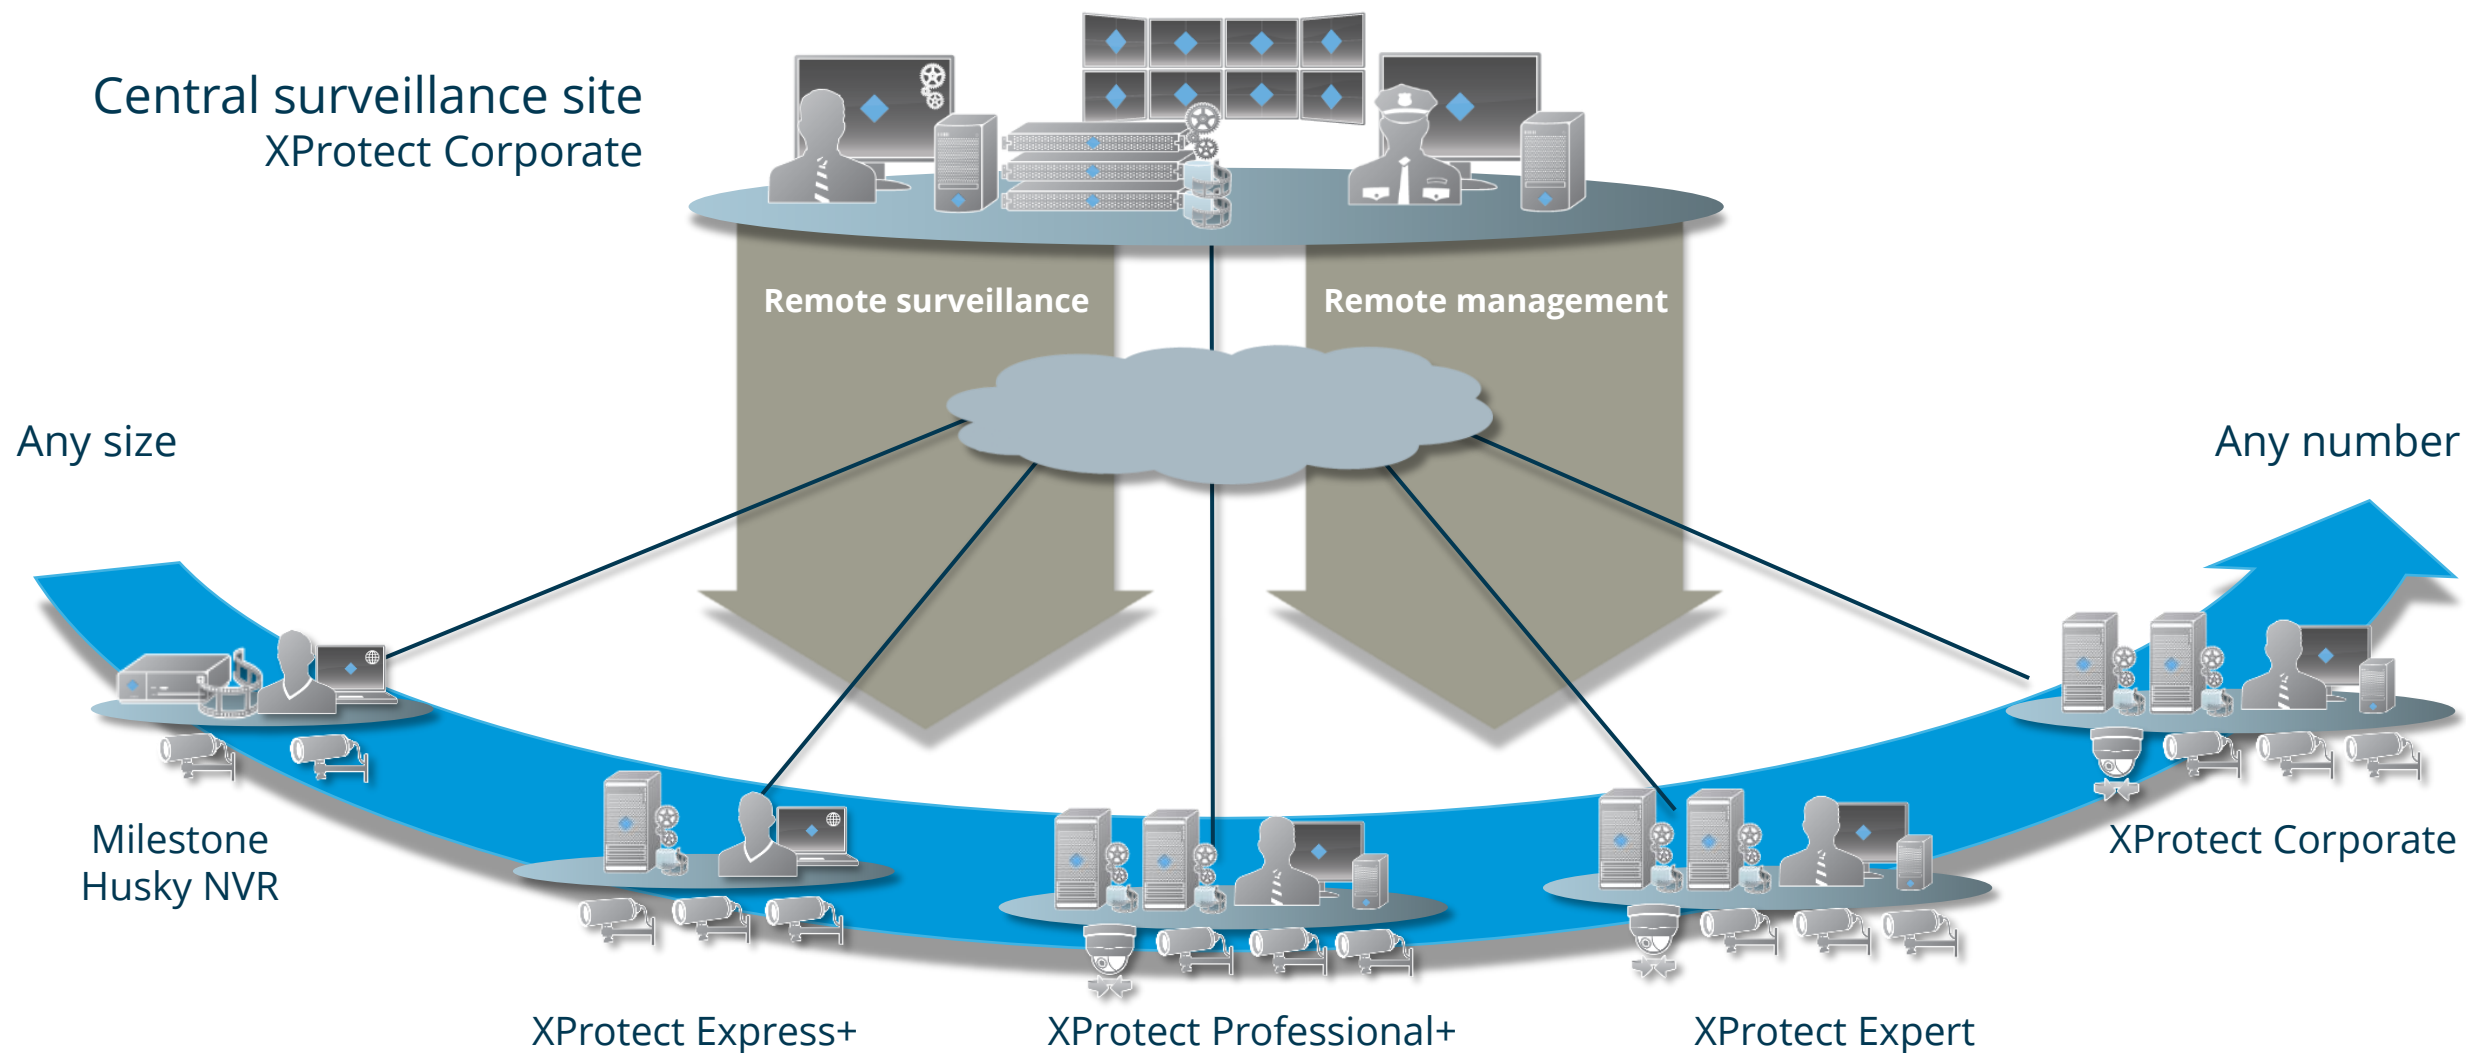 Central surveillance site
XProtect Corporate
Remote surveillance
Remote management
Any size
Any number
Milestone
Husky NVR
XProtect Express+
XProtect Professional+
XProtect Expert
XProtect Corporate